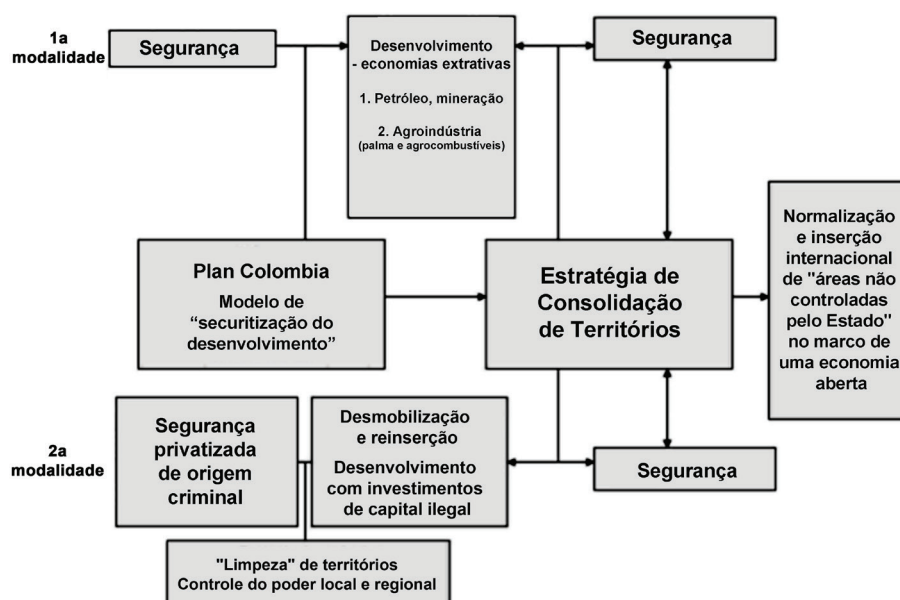 1a
modalidade
Segurança
Desenvolvimento
- economias extrativas
1. Petróleo, mineração
2. Agroindústria
(palma e agrocombustíveis)
Segurança
Plan Colombia
Modelo de
“securitização do
desenvolvimento”
Estratégia de
Consolidação
de Territórios
Normalização
e inserção
internacional
de "áreas não
controladas
pelo Estado"
no marco de
uma economia
aberta
2a
modalidade
Segurança
privatizada
de origem
criminal
Desmobilização
e reinserção
Desenvolvimento
com investimentos
de capital ilegal
Segurança
"Limpeza" de territórios
Controle do poder local e regional